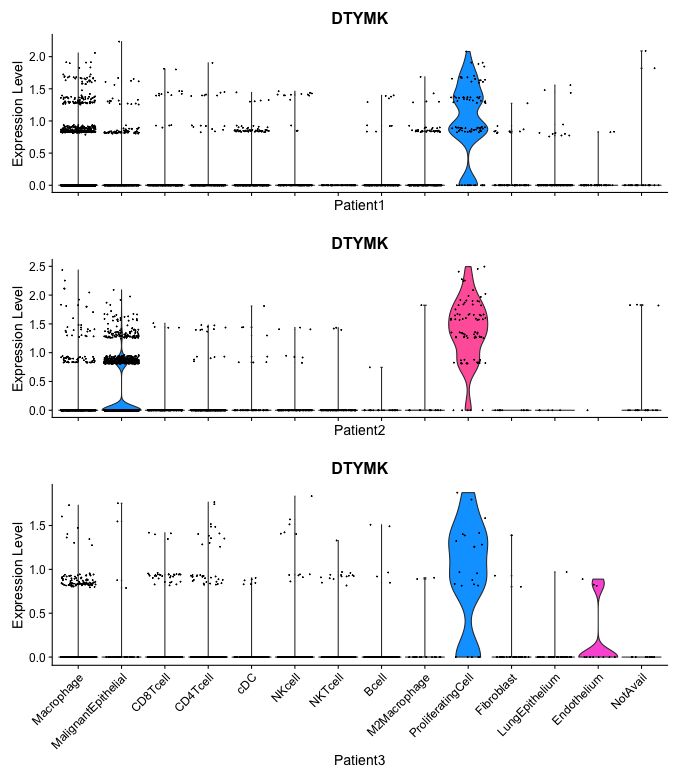 DTYMK
Expression Level
2.0
1.5
1.0
0.5
0.0
Patient1
DTYMK
Expression Level
2.5
2.0
1.5
1.0
0.5
0.0
Patient2
DTYMK
Expression Level
1.5
1.0
0.5
0.0
Macrophage
MalignantEpithelial
CD8Tcell
CD4Tcell
cDC
NKcell
NKTcell
Bcell
M2Macrophage
ProliferatingCell
Fibroblast
LungEpithelium
Endothelium
NotAvail
Patient3